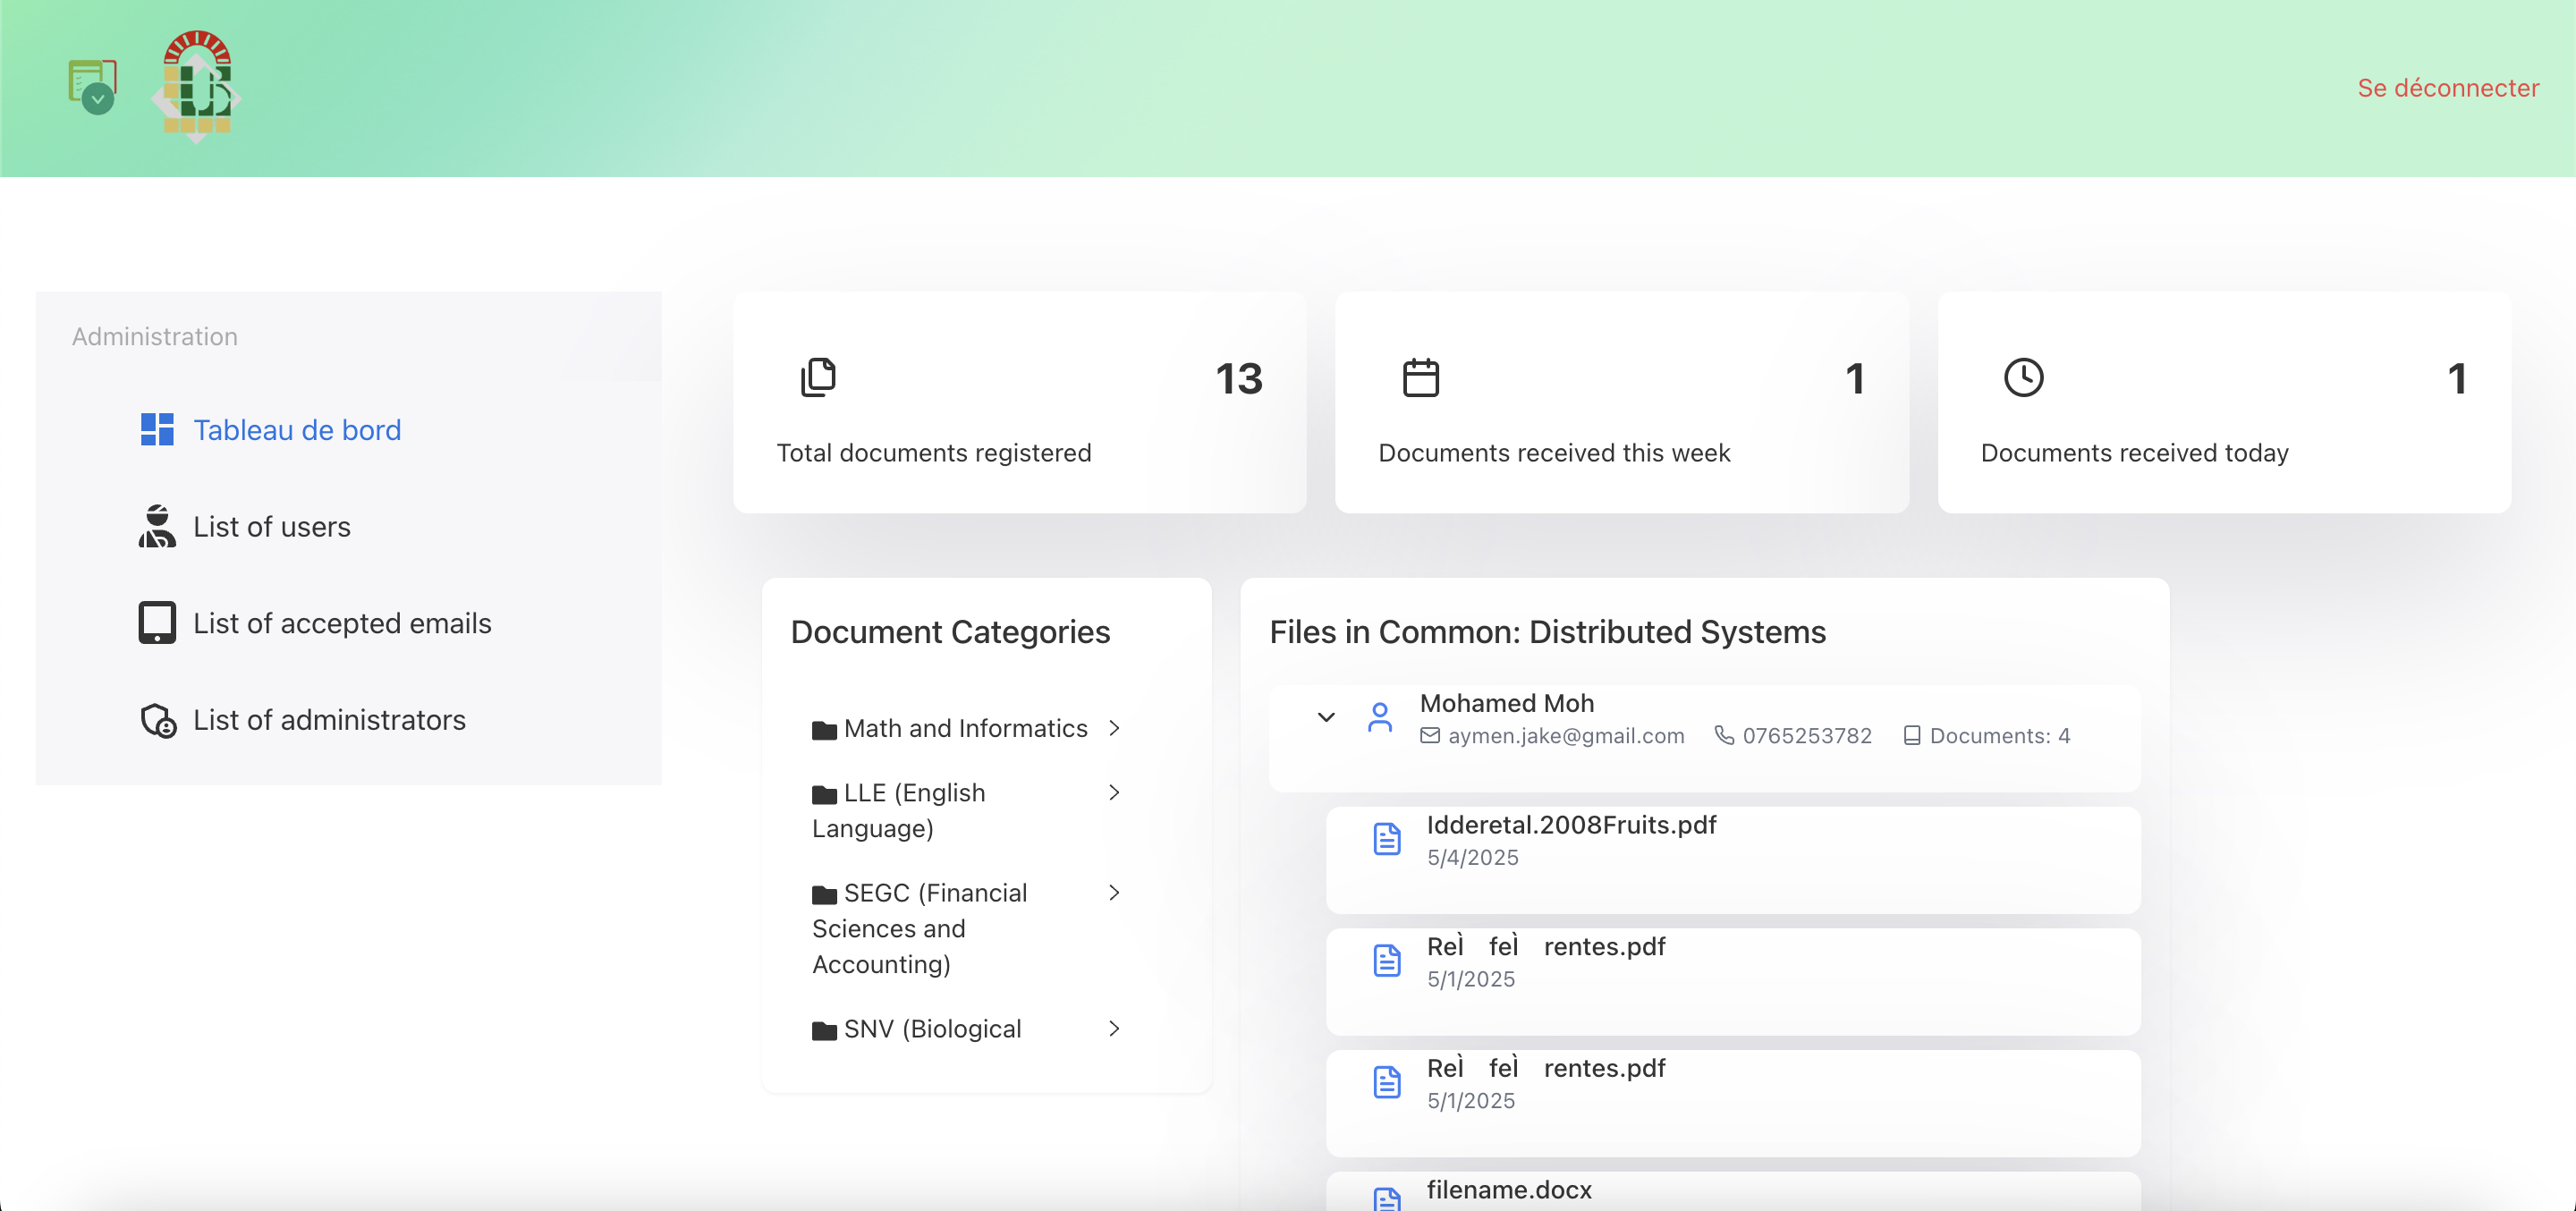 Se déconnecter
Administration
Tableau de bord
List of users
List of accepted emails
List of administrators
13
Total documents registered
1
Documents received this week
1
Documents received today
Document Categories
Math and Informatics
LLE (English
Language)
SEGC (Financial
Sciences and
Accounting)
SNV (Biological
Files in Common: Distributed Systems
Mohamed Moh
aymen.jake@gmail.com 0765253782 Documents: 4
Idderetal.2008Fruits.pdf
5/4/2025
ReÌ feÌ rentes.pdf
5/1/2025
ReÌ feÌ rentes.pdf
5/1/2025
filename.docx